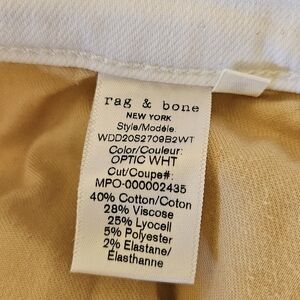 rag & bone
NEW YORK
Style/Modèle
WDD20S2709B2WT
Color/Couleur:
OPTIC WHT
Cut/Coupe#:
MPO-000002435
40% Cotton/Coton
28% Viscose
25% Lyocell
5% Polyester
2% Elastane/
Élasthanne